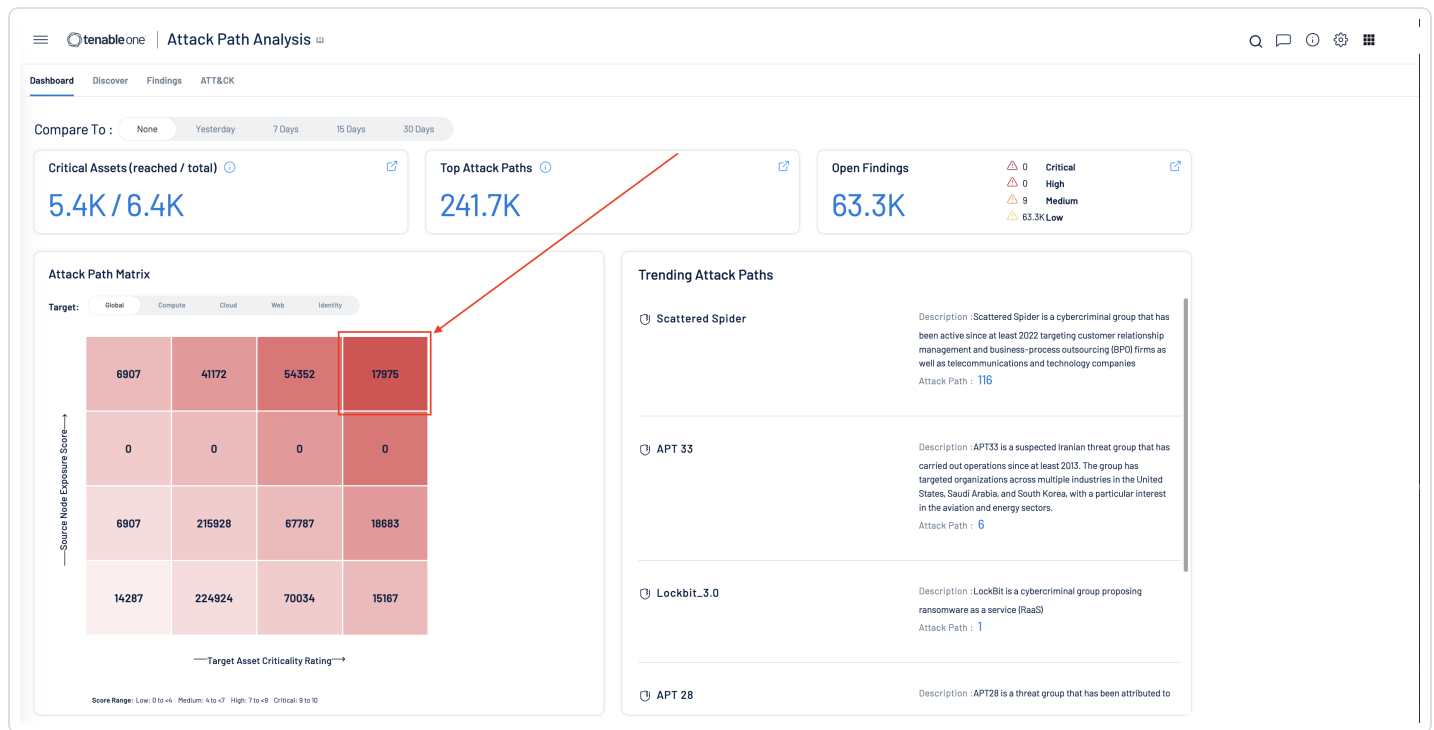 tenable one | Attack Path Analysis
Dashboard Discover Findings ATT&CK
Compare To : None Yesterday 7 Days 15 Days 30 Days
Critical Assets (reached / total)
5.4K / 6.4K
Top Attack Paths
241.7K
Open Findings
63.3K
0 Critical
0 High
9 Medium
63.3K Low
Attack Path Matrix
Target: Global Compute Cloud Web Identity
Source Node Exposure Score
6907 41172 54352 17975
0 0 0 0
6907 215928 67787 18683
14287 224924 70034 15167
Target Asset Criticality Rating
Score Range: Low: 0 to <4 Medium: 4 to <7 High: 7 to <9 Critical: 9 to 10
Trending Attack Paths
Scattered Spider
Description : Scattered Spider is a cybercriminal group that has
been active since at least 2022 targeting customer relationship
management and business-process outsourcing (BPO) firms as
well as telecommunications and technology companies
Attack Path : 116
APT 33
Description : APT33 is a suspected Iranian threat group that has
carried out operations since at least 2013. The group has
targeted organizations across multiple industries in the United
States, Saudi Arabia, and South Korea, with a particular interest
in the aviation and energy sectors.
Attack Path : 6
Lockbit_3.0
Description : LockBit is a cybercriminal group proposing
ransomware as a service (RaaS)
Attack Path : 1
APT 28
Description : APT28 is a threat group that has been attributed to